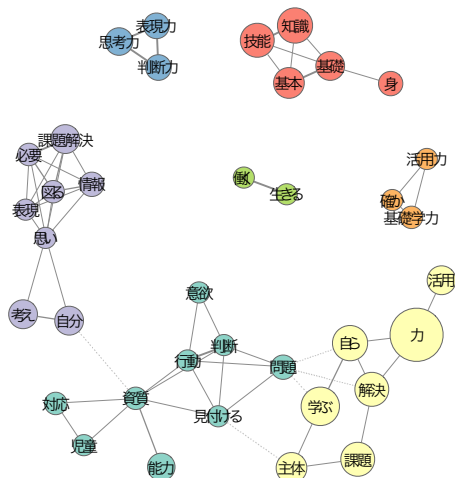 表現力
思考力
判断力
知識
技能
基礎
基本
身
課題解決
必要
情報
図る
表現
思い
考え
自分
働く
生きる
活用力
確か
基礎学力
意欲
判断
行動
問題
資質
見付ける
対応
児童
能力
活用
力
自ら
解決
学ぶ
課題
主体